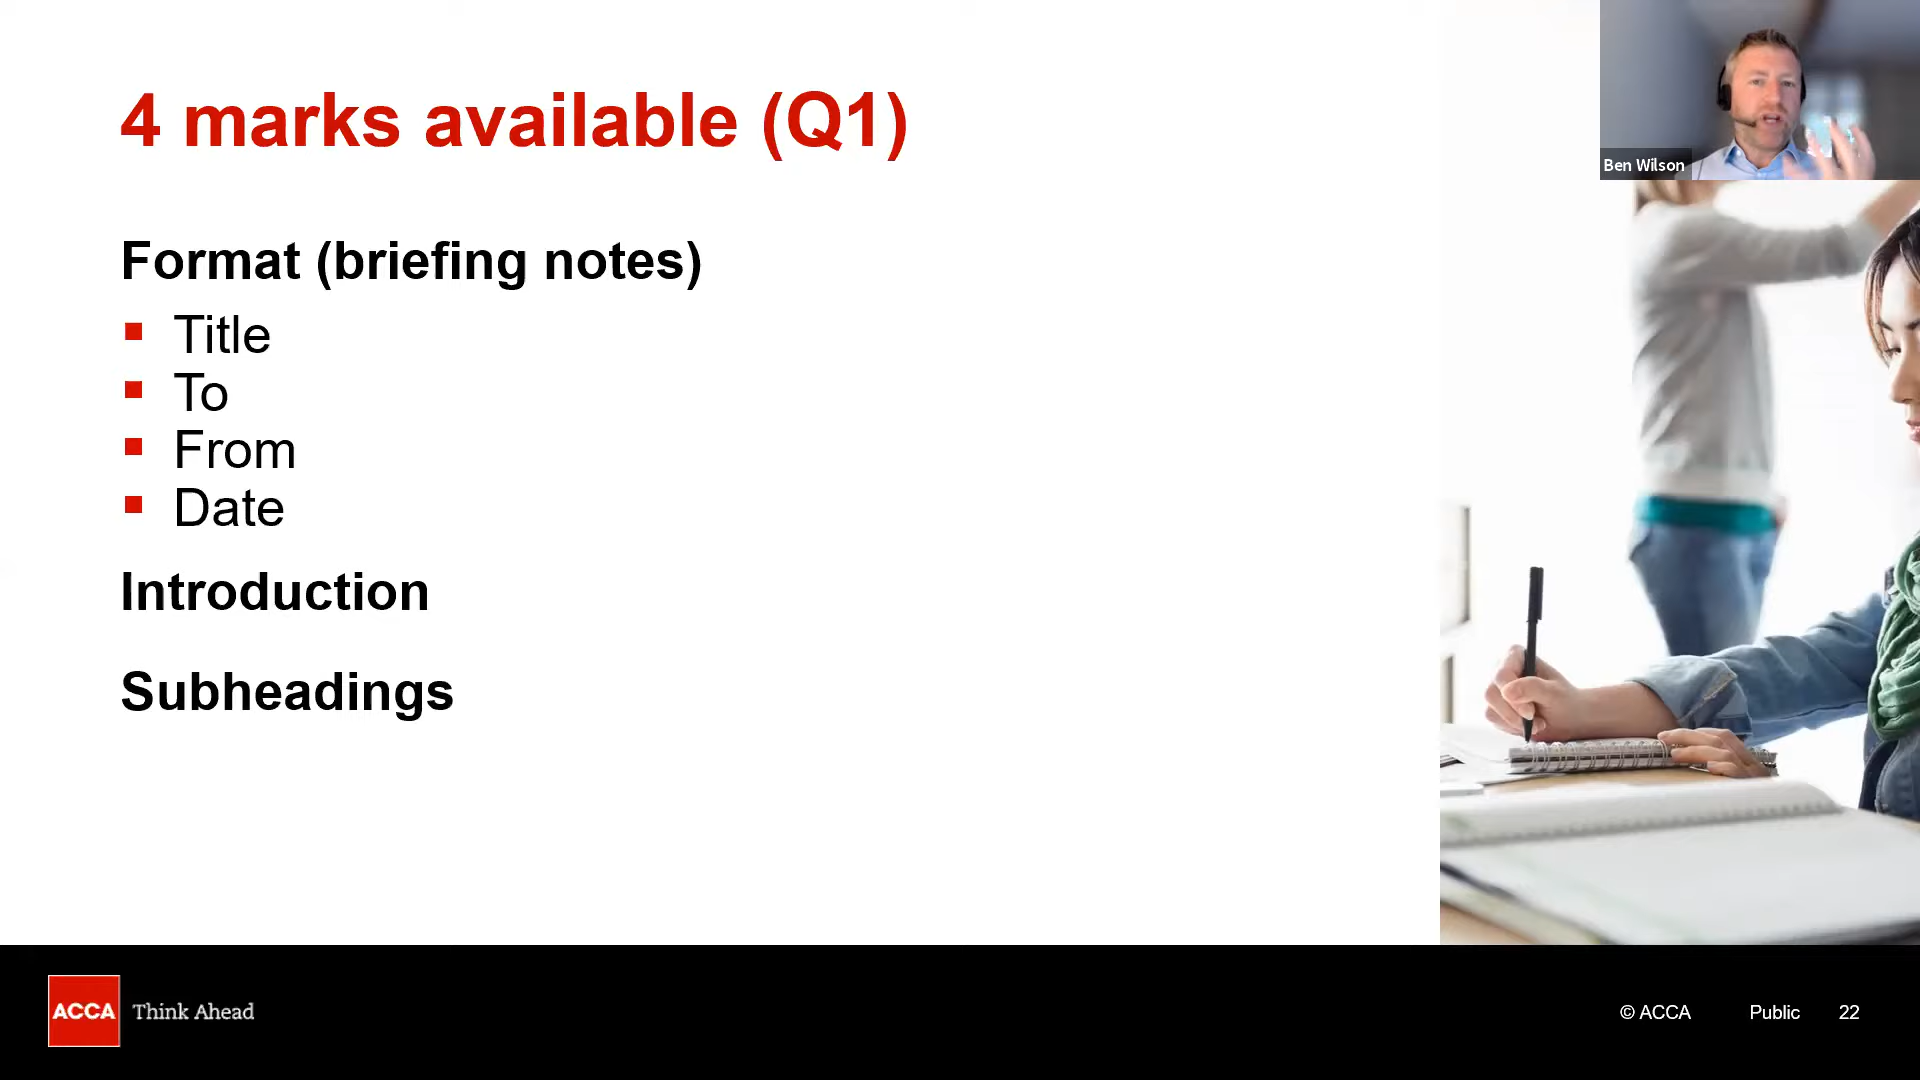 4 marks available (Q1)
Ben Wilson
Format (briefing notes)
Title
To
From
Date
Introduction
Subheadings
ACCA Think Ahead
© ACCA Public 22